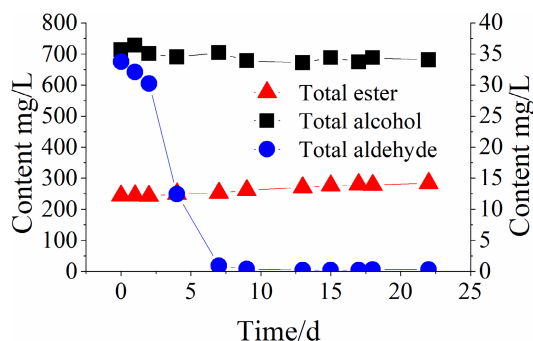 800
700
600
500
400
300
200
100
0
Content mg/L
40
35
30
25
20
15
10
5
0
Content mg/L
Total ester
Total alcohol
Total aldehyde
0 5 10 15 20 25
Time/d